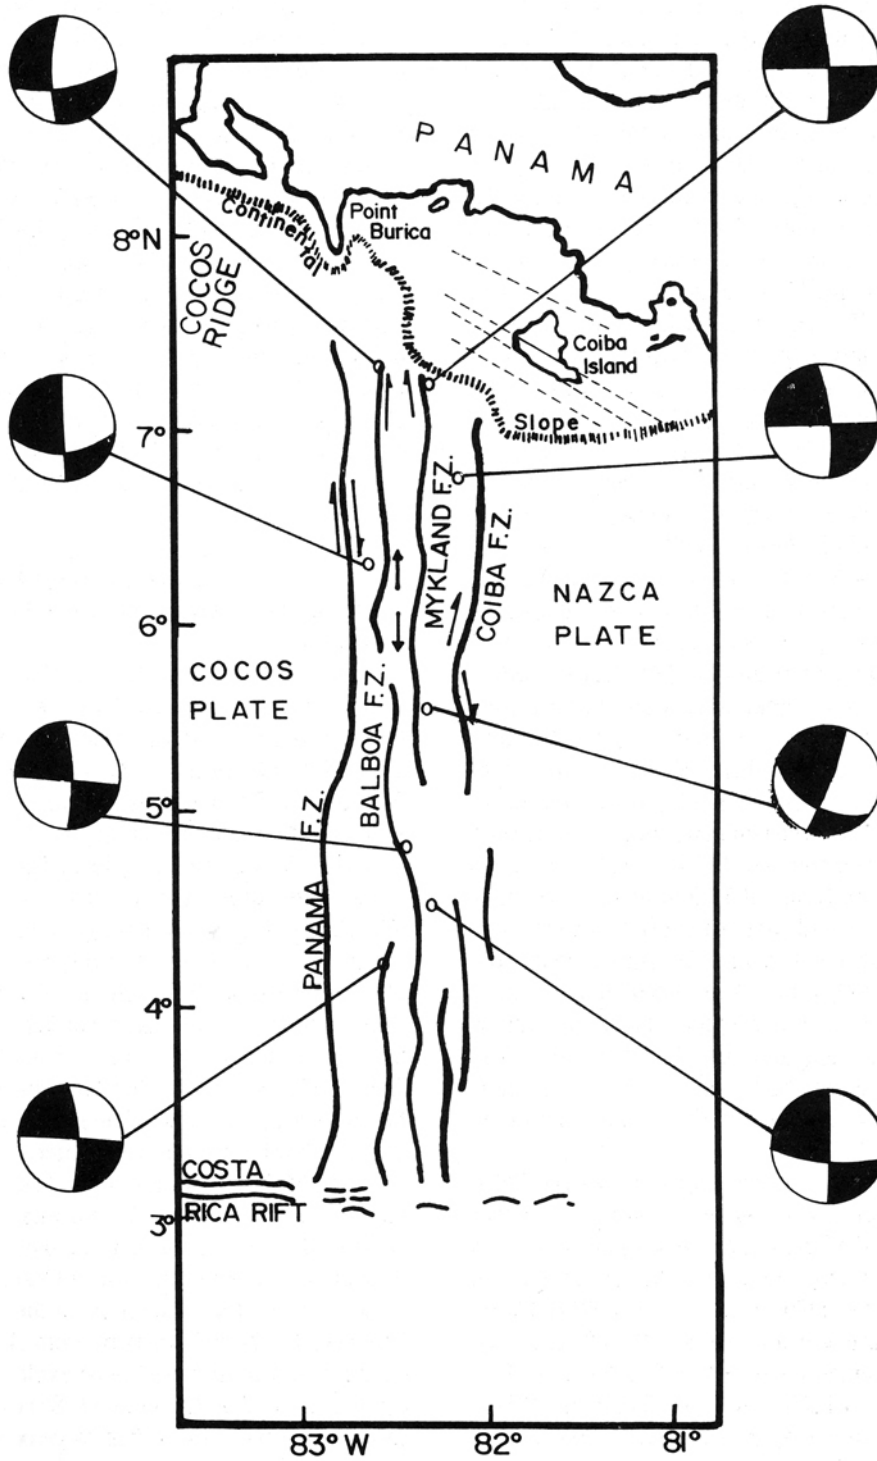 PANAMA
Continental
Point
Burica
8°N
COCOS
RIDGE
Coiba
Island
Slope
7°
MYKLAND F.Z.
COIBA F.Z.
NAZCA
PLATE
6°
COCOS
PLATE
BALBOA F.Z.
5°
PANAMA F.Z.
4°
COSTA
RICA RIFT
3°
83°W
82°
81°